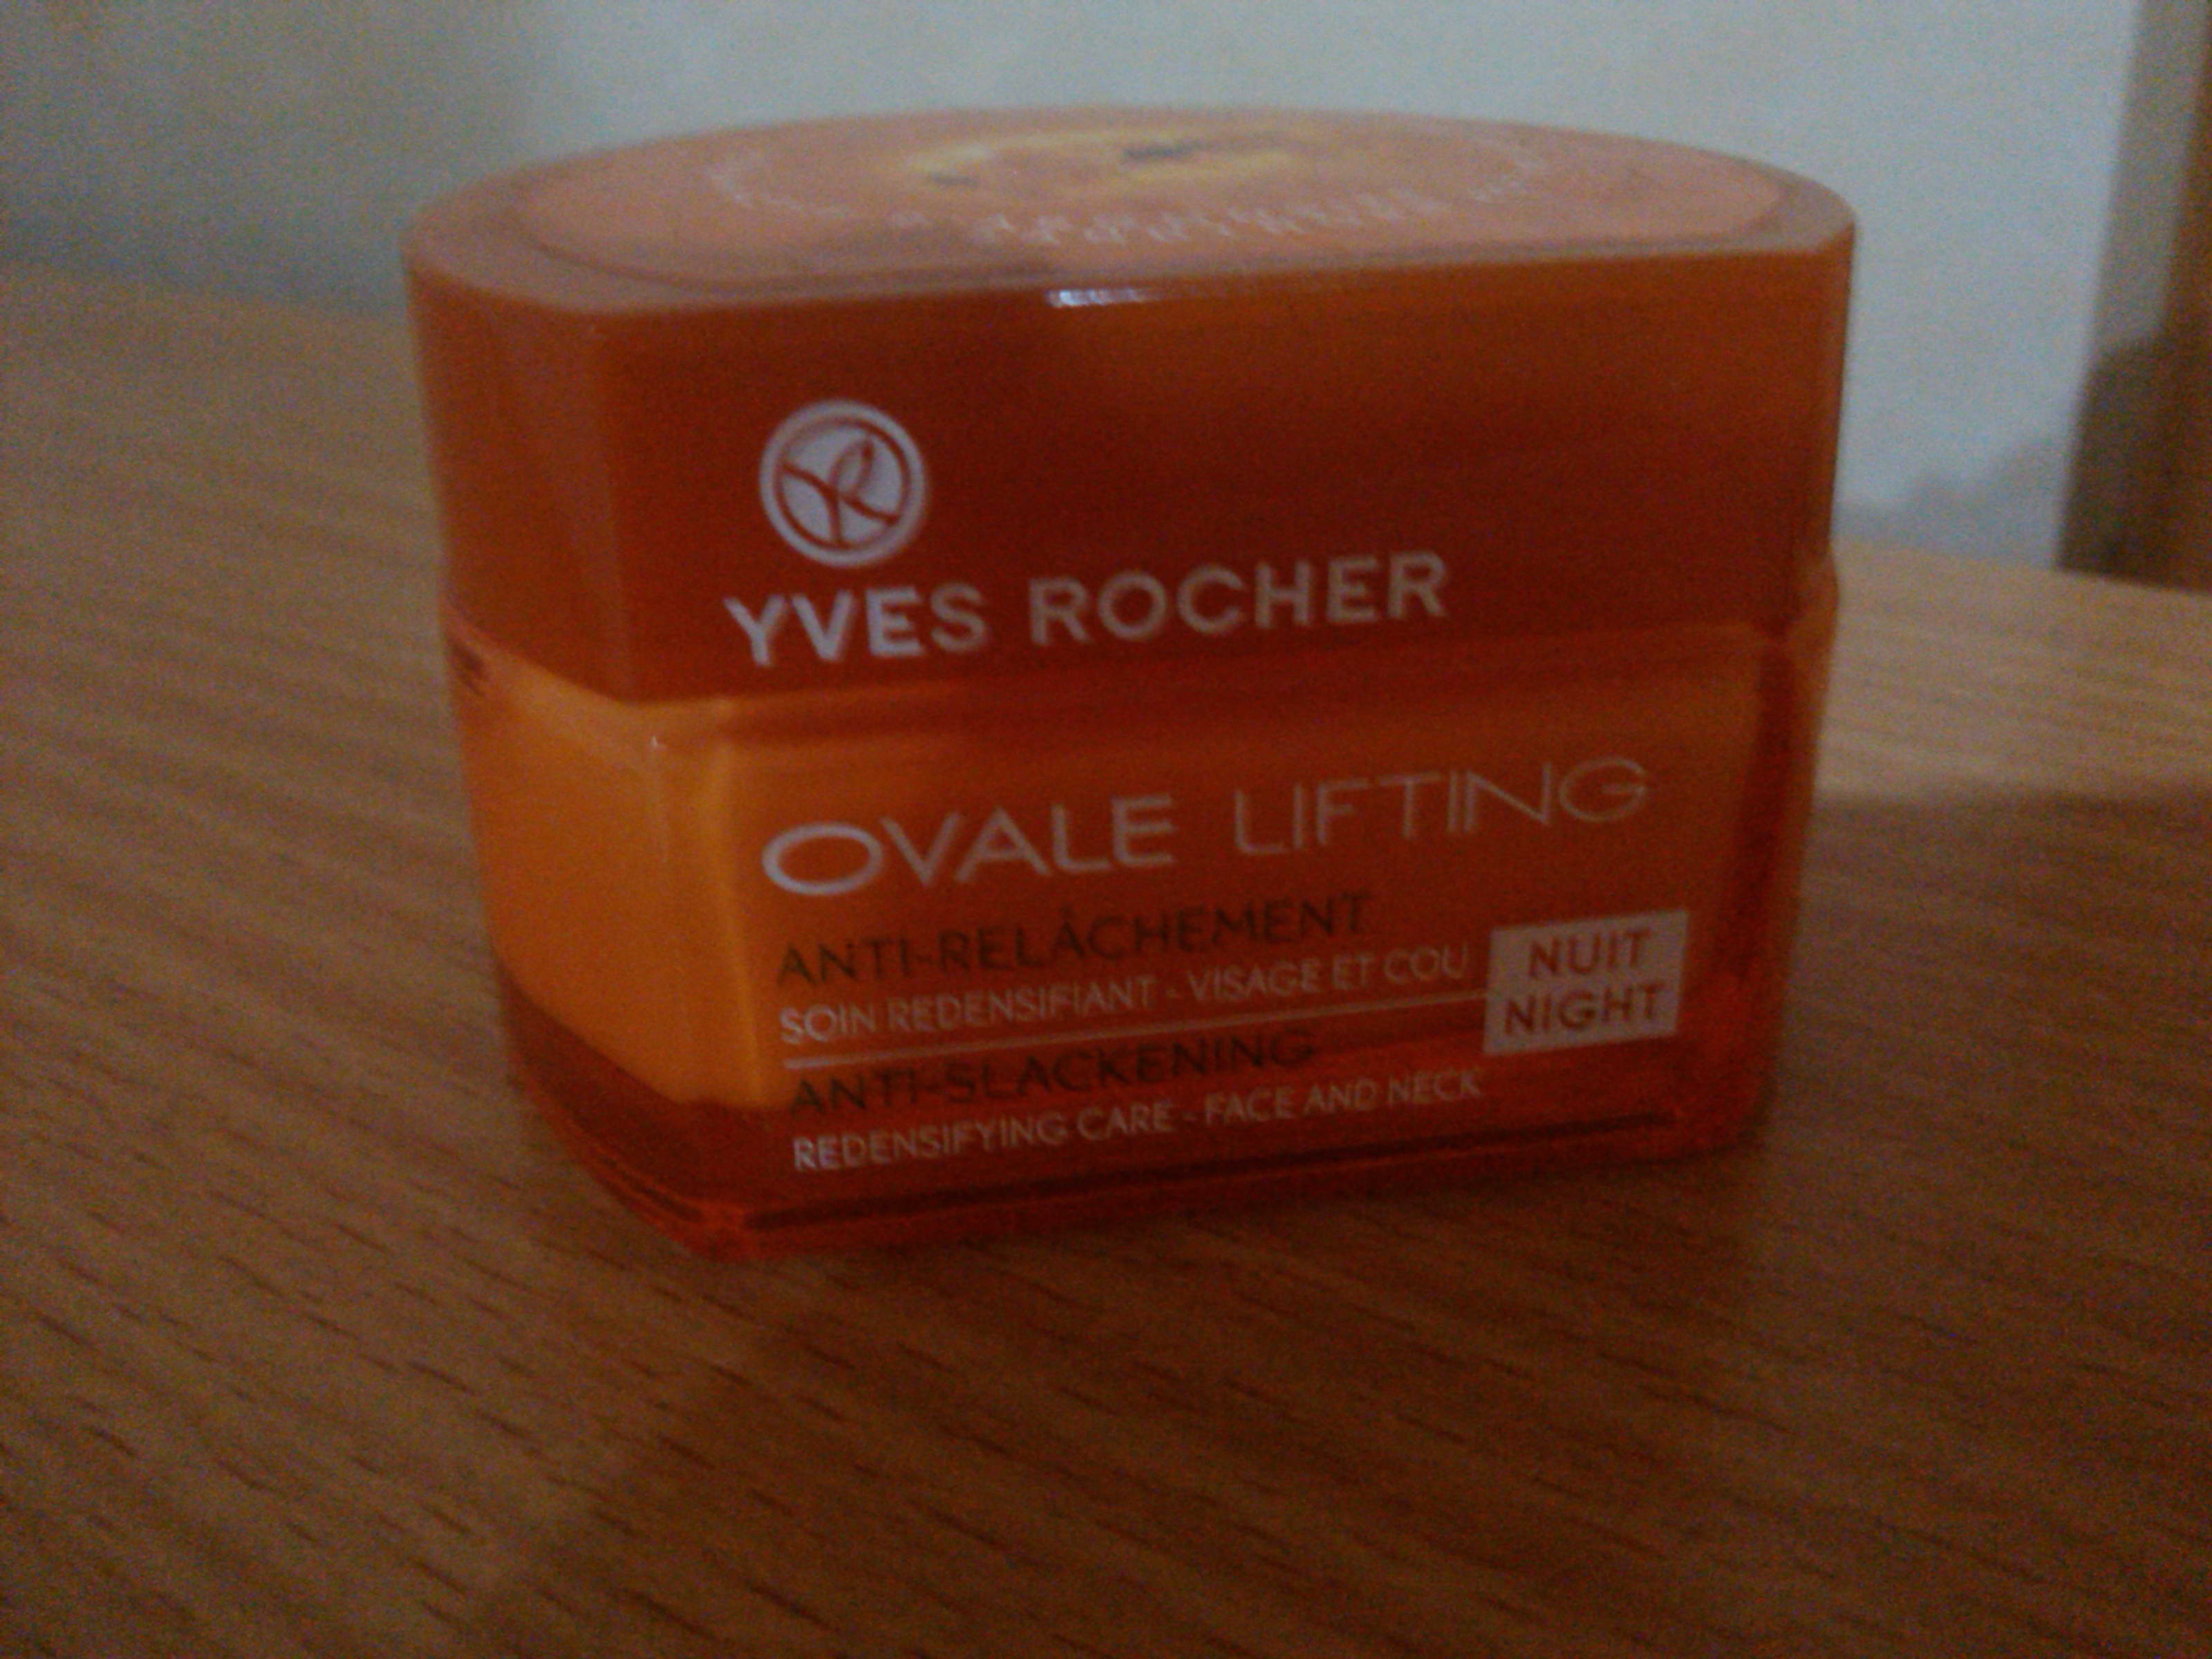 YVES ROCHER
OVALE LIFTING
ANTI-RELÂCHEMENT
SOIN REDENSIFIANT - VISAGE ET COU
NUIT
NIGHT
ANTI-SLACKENING
REDENSIFYING CARE - FACE AND NECK